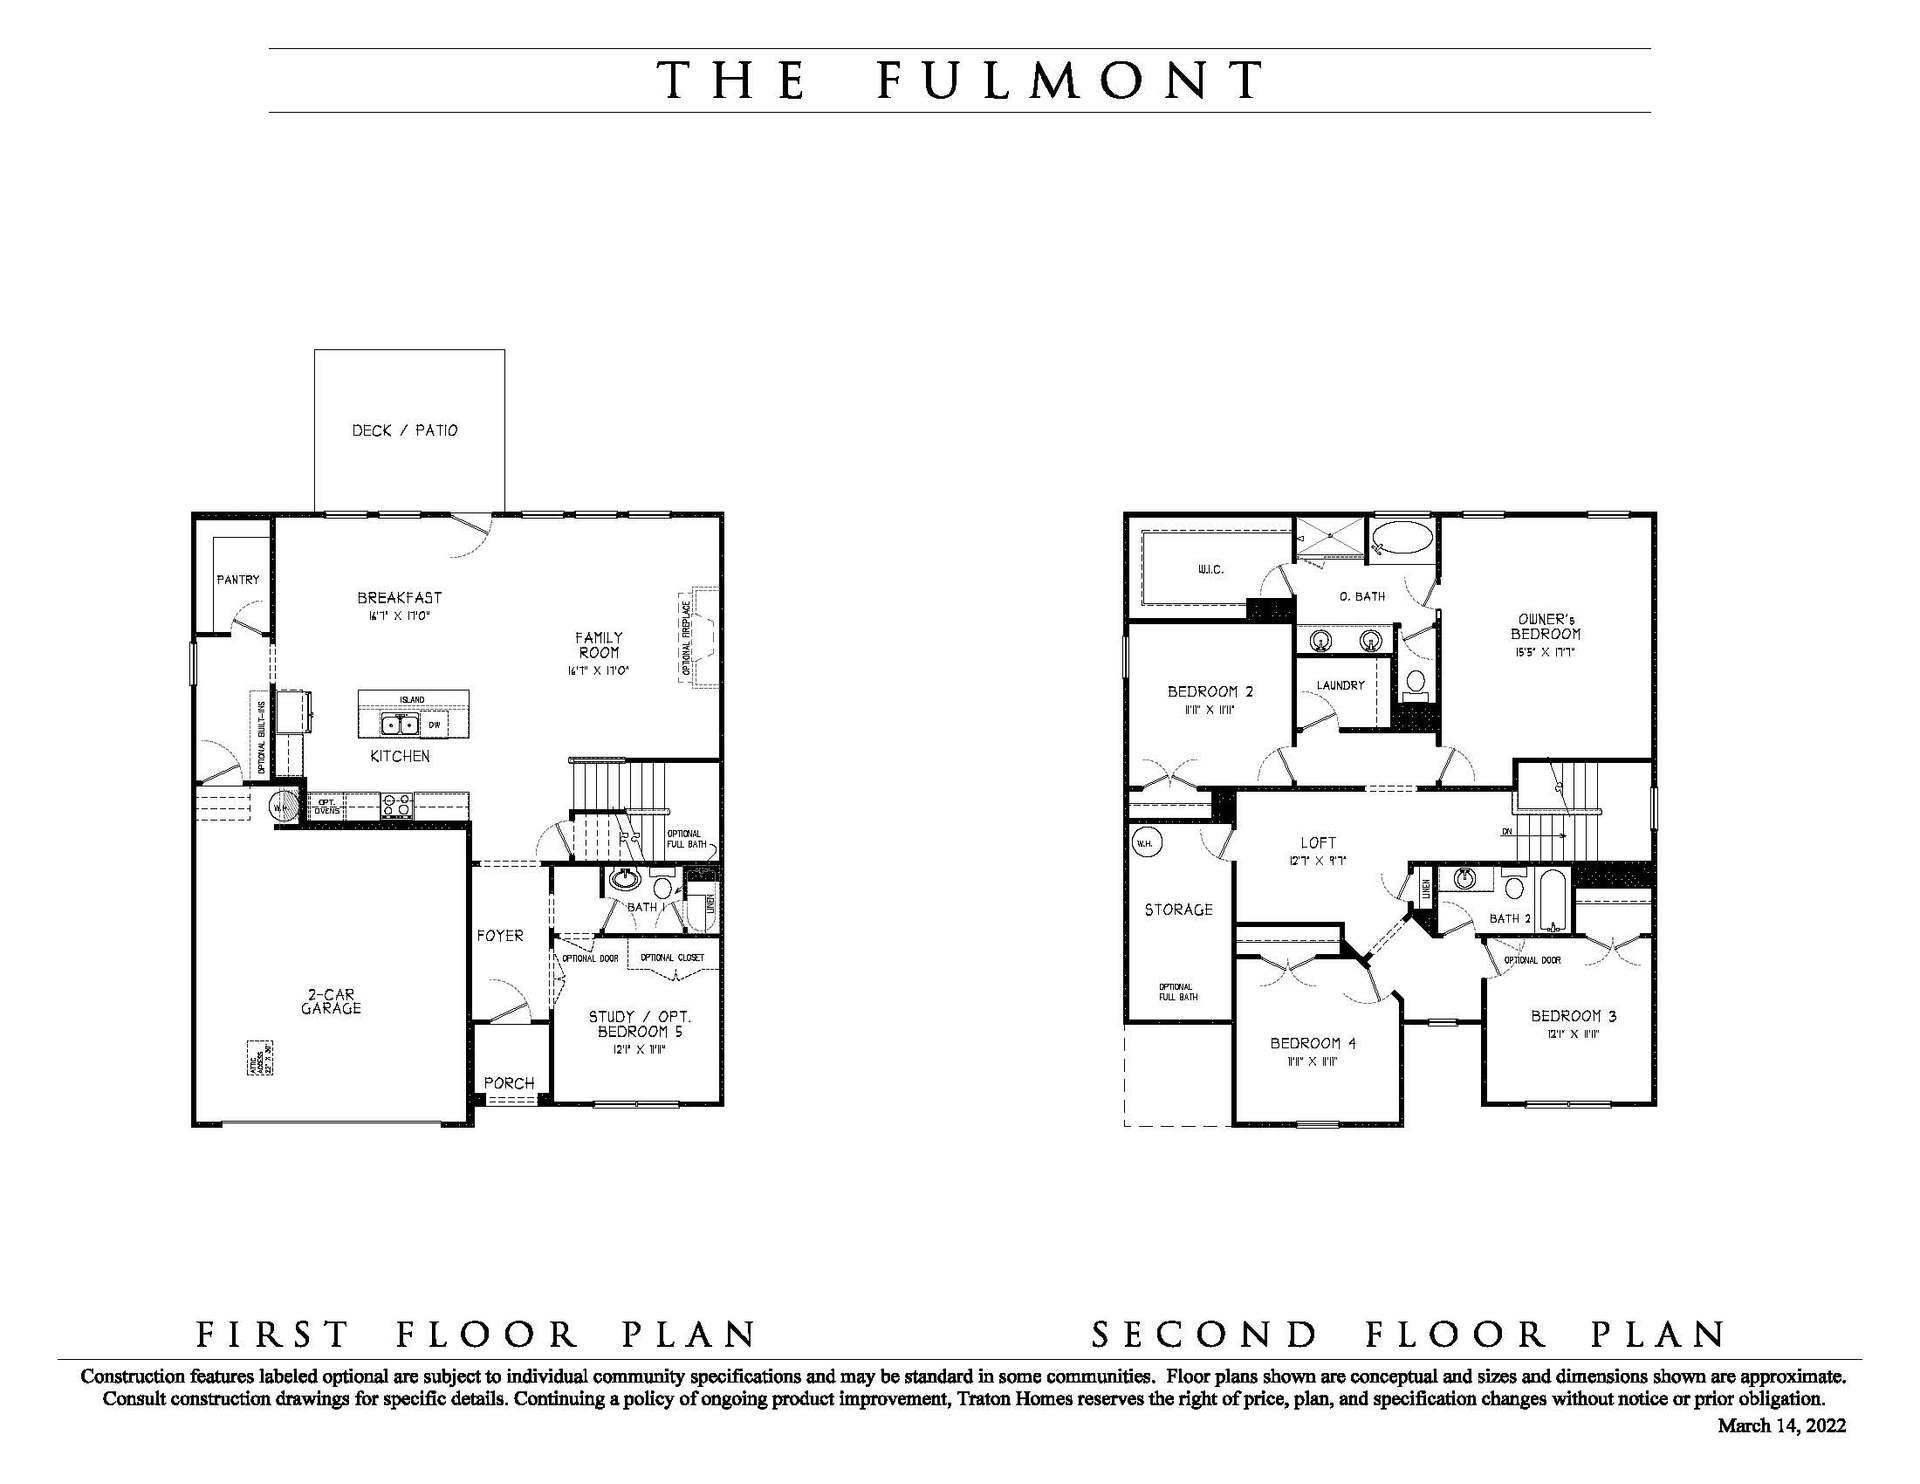 THE FULMONT
DECK / PATIO
PANTRY
BREAKFAST
16'7" X 17'0"
FAMILY
ROOM
16'7" X 17'0"
OPTIONAL FIREPLACE
ISLAND
DW
KITCHEN
OPTIONAL BUILT-INS
W.H.
OPT.
OVENS
OPTIONAL
FULL BATH
BATH 1
LINEN
FOYER
OPTIONAL DOOR
OPTIONAL CLOSET
2-CAR
GARAGE
STUDY / OPT.
BEDROOM 5
12'1" X 11'11"
ATTIC
ACCESS
22" X 30"
PORCH
W.I.C.
O. BATH
OWNER's
BEDROOM
15'5" X 17'7"
BEDROOM 2
11'11" X 11'11"
LAUNDRY
LOFT
12'7" X 9'7"
DN
W.H.
LINEN
STORAGE
BATH 2
OPTIONAL DOOR
OPTIONAL
FULL BATH
BEDROOM 3
12'1" X 11'11"
BEDROOM 4
11'11" X 11'11"
FIRST FLOOR PLAN
SECOND FLOOR PLAN
Construction features labeled optional are subject to individual community specifications and may be standard in some communities. Floor plans shown are conceptual and sizes and dimensions shown are approximate.
Consult construction drawings for specific details. Continuing a policy of ongoing product improvement, Traton Homes reserves the right of price, plan, and specification changes without notice or prior obligation.
March 14, 2022